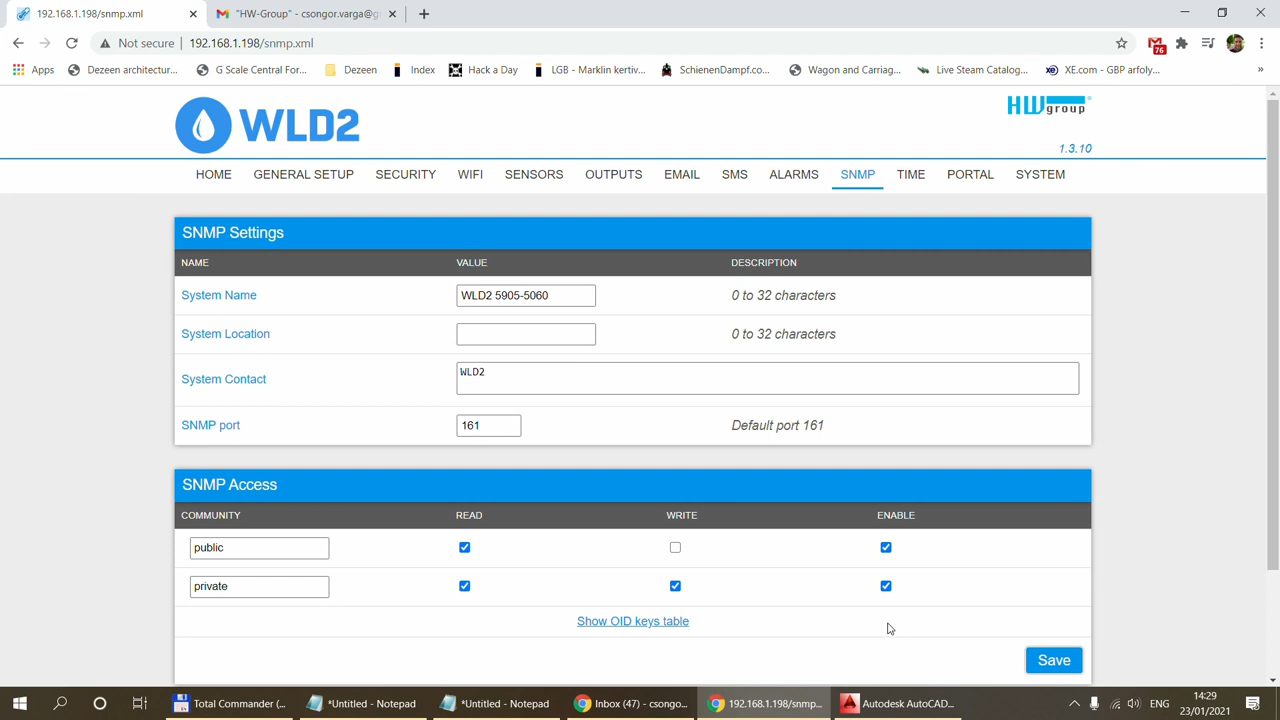 192.168.1.198/snmp.xml
"HW-Group" - csongor.varga@g
Not secure | 192.168.1.198/snmp.xml
76
Apps Dezeen architectur... G Scale Central For... Dezeen Index Hack a Day LGB - Marklin kertiv... SchienenDampf.co... Wagon and Carriag... Live Steam Catalog... XE.com - GBP arfoly... »
WLD2
HW group
1.3.10
HOME GENERAL SETUP SECURITY WIFI SENSORS OUTPUTS EMAIL SMS ALARMS SNMP TIME PORTAL SYSTEM
SNMP Settings
NAME VALUE DESCRIPTION
System Name WLD2 5905-5060 0 to 32 characters
System Location 0 to 32 characters
System Contact WLD2
SNMP port 161 Default port 161
SNMP Access
COMMUNITY READ WRITE ENABLE
public
private
Show OID keys table
Save
Total Commander (... *Untitled - Notepad *Untitled - Notepad Inbox (47) - csongo... 192.168.1.198/snmp... Autodesk AutoCAD... ENG 14:29
23/01/2021